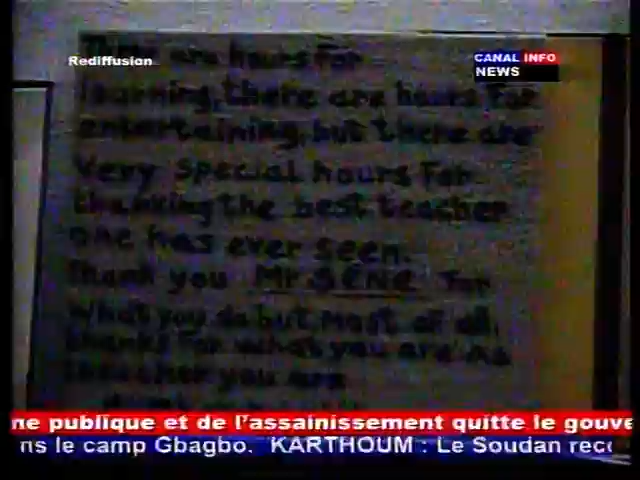 Rediffusion
CANAL INFO
NEWS
There are hours for
learning, there are hours for
entertaining, but there are
very special hours for
thanking the best teacher
one has ever seen.
Thank you Mr SENE for
what you do but most of all,
thanks for what you are. As
teacher you are
ne publique et de l'assainissement quitte le gouve
ns le camp Gbagbo. KARTHOUM : Le Soudan reco